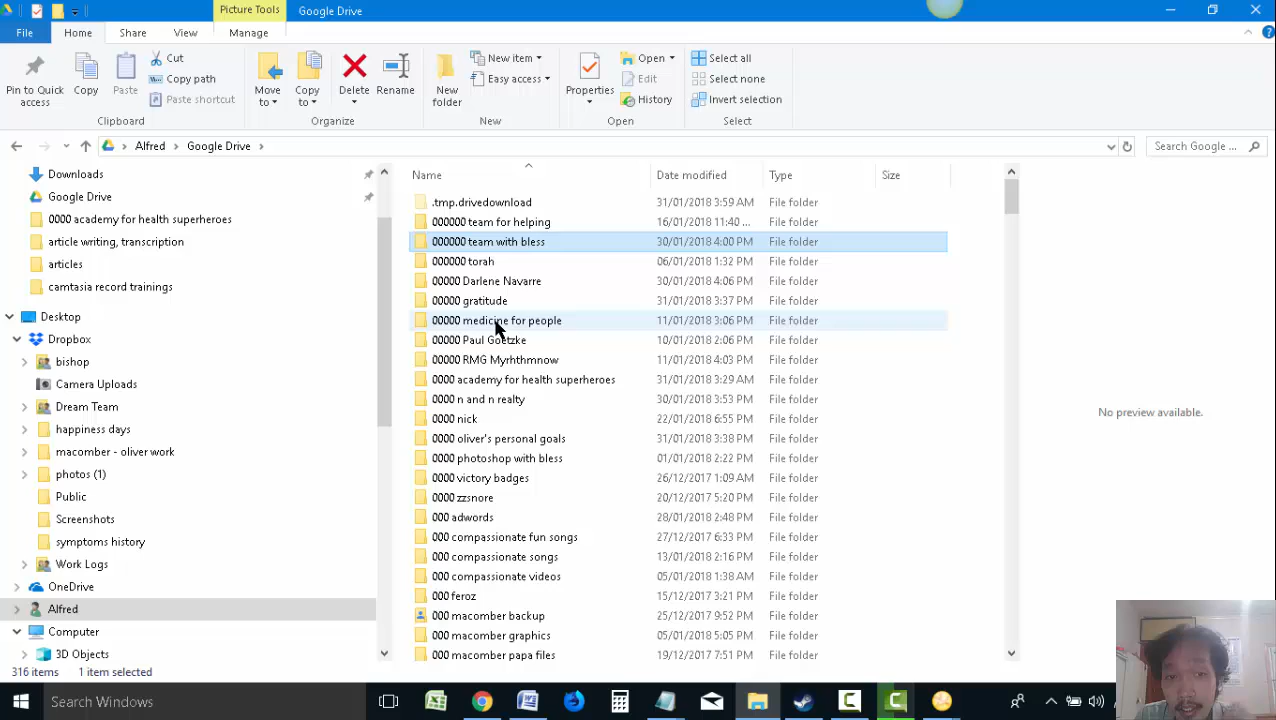 Picture Tools
Google Drive
File
Home
Share
View
Manage
Pin to Quick access
Copy
Paste
Cut
Copy path
Paste shortcut
Clipboard
Move to
Copy to
Delete
Rename
Organize
New folder
New item
Easy access
New
Properties
Open
Edit
History
Open
Select all
Select none
Invert selection
Select
Alfred
Google Drive
Search Google ...
Downloads
Google Drive
0000 academy for health superheroes
article writing, transcription
articles
camtasia record trainings
Desktop
Dropbox
bishop
Camera Uploads
Dream Team
happiness days
macomber - oliver work
photos (1)
Public
Screenshots
symptoms history
Work Logs
OneDrive
Alfred
Computer
3D Objects
Name Date modified Type Size
.tmp.drivedownload 31/01/2018 3:59 AM File folder
000000 team for helping 16/01/2018 11:40 ... File folder
000000 team with bless 30/01/2018 4:00 PM File folder
000000 torah 06/01/2018 1:32 PM File folder
00000 Darlene Navarre 30/01/2018 4:06 PM File folder
00000 gratitude 31/01/2018 3:37 PM File folder
00000 medicine for people 11/01/2018 3:06 PM File folder
00000 Paul Goetzke 10/01/2018 2:06 PM File folder
00000 RMG Myrhthmnow 11/01/2018 4:03 PM File folder
0000 academy for health superheroes 31/01/2018 3:29 AM File folder
0000 n and n realty 30/01/2018 3:53 PM File folder
0000 nick 22/01/2018 6:55 PM File folder
0000 oliver's personal goals 31/01/2018 3:38 PM File folder
0000 photoshop with bless 01/01/2018 2:22 PM File folder
0000 victory badges 26/12/2017 1:09 AM File folder
0000 zzsnore 20/12/2017 5:20 PM File folder
000 adwords 28/01/2018 2:48 PM File folder
000 compassionate fun songs 27/12/2017 6:33 PM File folder
000 compassionate songs 13/01/2018 2:16 PM File folder
000 compassionate videos 05/01/2018 1:38 AM File folder
000 feroz 15/12/2017 3:21 PM File folder
000 macomber backup 25/12/2017 9:52 PM File folder
000 macomber graphics 05/01/2018 5:05 PM File folder
000 macomber papa files 19/12/2017 7:51 PM File folder
No preview available.
316 items 1 item selected
Search Windows